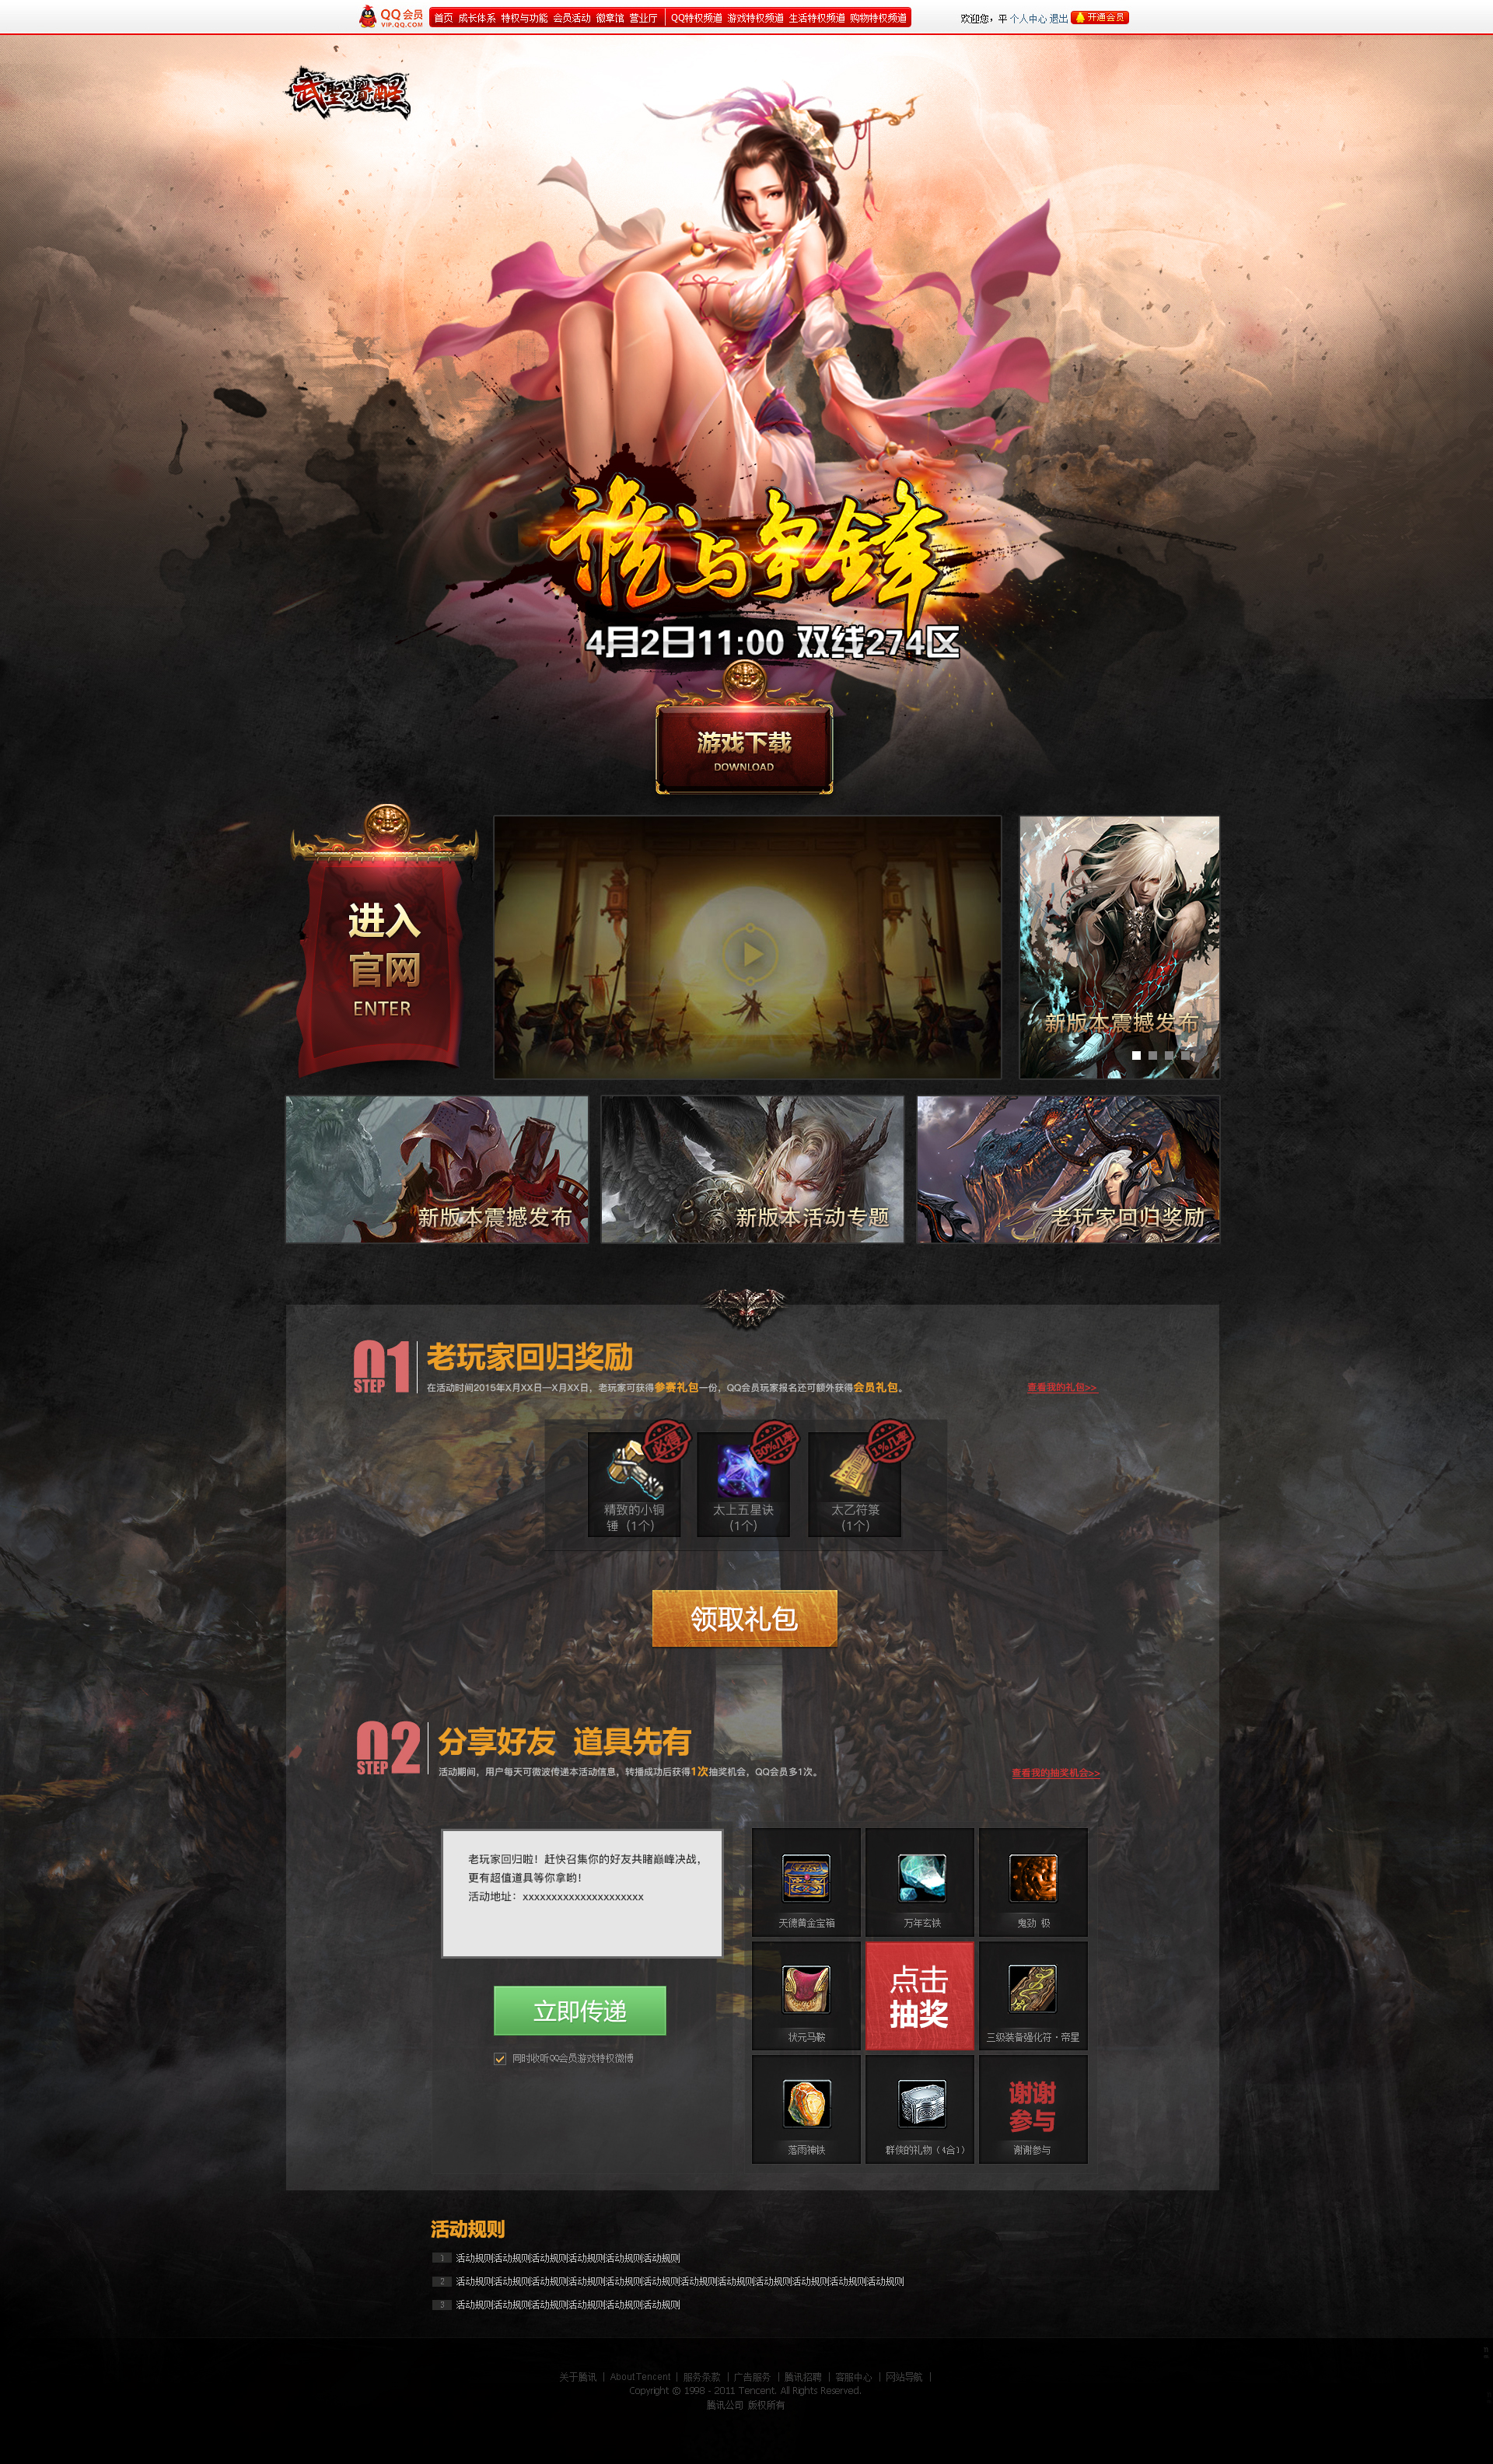 QQ会员
VIP.QQ.COM
首页 成长体系 特权与功能 会员活动 徽章馆 营业厅 QQ特权频道 游戏特权频道 生活特权频道 购物特权频道
欢迎您，平 个人中心 退出 开通会员
武聖の覚醒
谁与争锋
4月2日11:00 双线274区
游戏下载
DOWNLOAD
进入
官网
ENTER
新版本震撼发布
新版本震撼发布
新版本活动专题
老玩家回归奖励
01
STEP
老玩家回归奖励
在活动时间2015年X月XX日—X月XX日，老玩家可获得参赛礼包一份，QQ会员玩家报名还可额外获得会员礼包。
查看我的礼包>>
必得
30%几率
1%几率
精致的小铜
锤（1个）
太上五星诀
（1个）
太乙符箓
（1个）
领取礼包
02
STEP
分享好友 道具先有
活动期间，用户每天可微波传递本活动信息，转播成功后获得1次抽奖机会，QQ会员多1次。
查看我的抽奖机会>>
老玩家回归啦！赶快召集你的好友共睹巅峰决战，
更有超值道具等你拿哟！
活动地址：xxxxxxxxxxxxxxxxxxxxx
立即传递
同时收听QQ会员游戏特权微博
天德黄金宝箱
万年玄铁
鬼劲 极
状元马鞍
点击
抽奖
三级装备强化符·帝星
落雨神铁
群侠的礼物（4合1）
谢谢
参与
谢谢参与
活动规则
1 活动规则活动规则活动规则活动规则活动规则活动规则
2 活动规则活动规则活动规则活动规则活动规则活动规则活动规则活动规则活动规则活动规则活动规则活动规则
3 活动规则活动规则活动规则活动规则活动规则活动规则
关于腾讯 | About Tencent | 服务条款 | 广告服务 | 腾讯招聘 | 客服中心 | 网站导航 |
Copyright © 1998 - 2011 Tencent. All Rights Reserved.
腾讯公司 版权所有